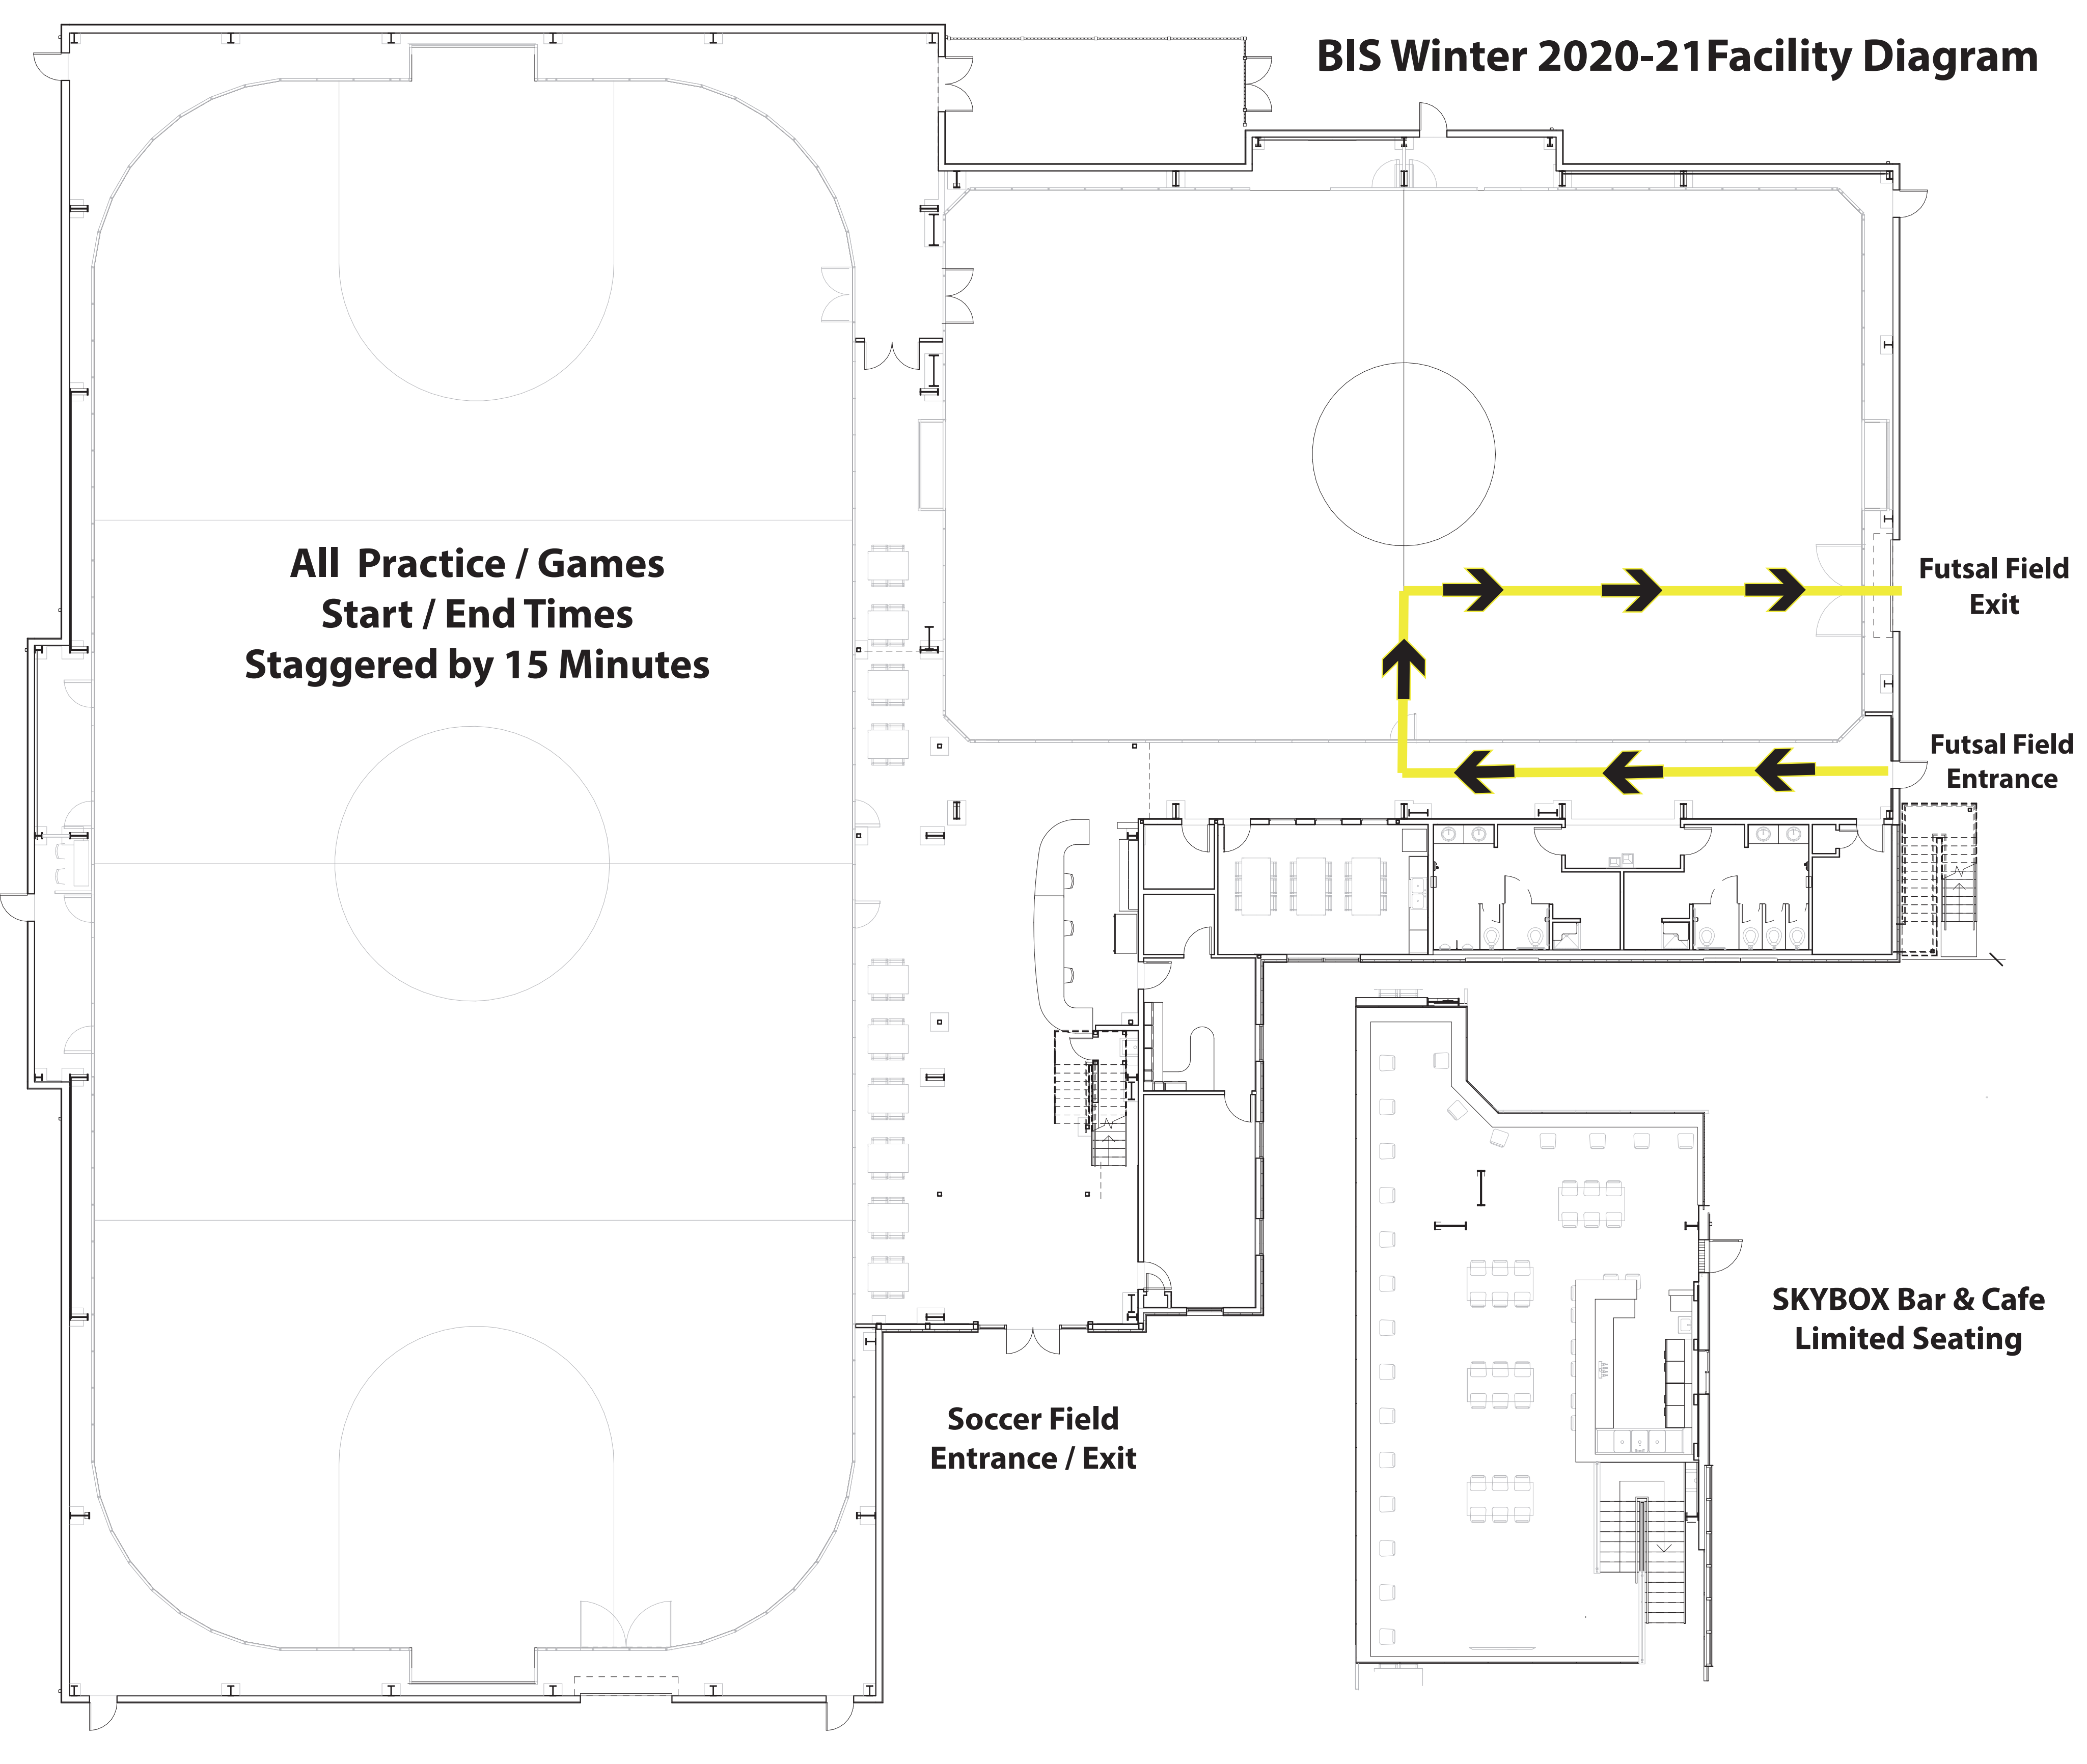 BIS Winter 2020-21Facility Diagram
All Practice / Games
Start / End Times
Staggered by 15 Minutes
Futsal Field
Exit
Futsal Field
Entrance
SKYBOX Bar & Cafe
Limited Seating
Soccer Field
Entrance / Exit